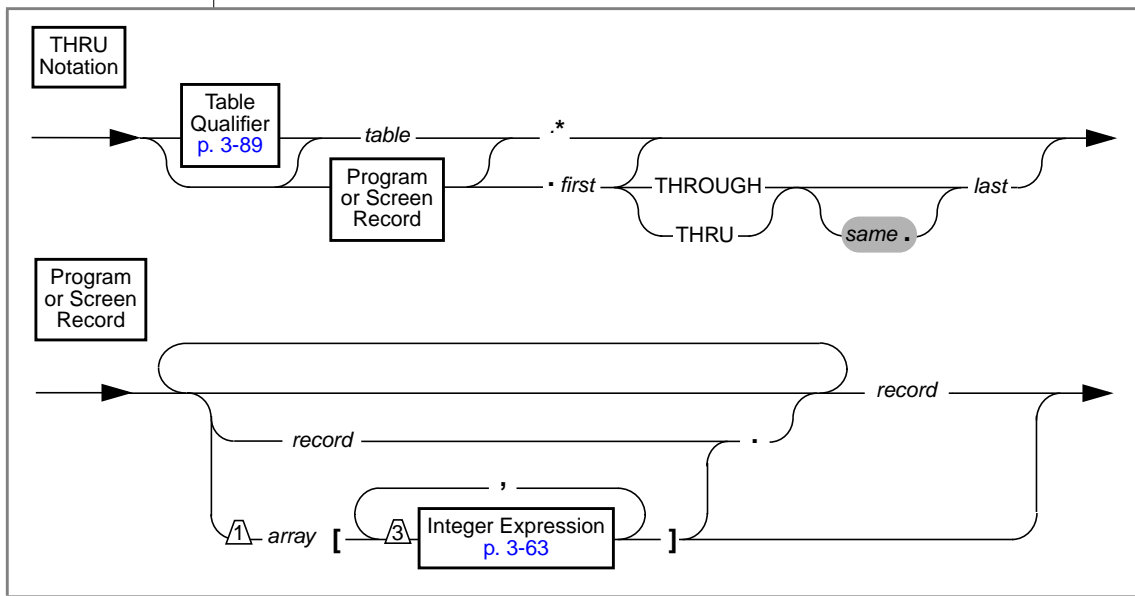 THRU
Notation
Table
Qualifier
p. 3-89
table
.*
Program
or Screen
Record
. first
THROUGH
THRU
same .
last
Program
or Screen
Record
record
record
.
,
1
array [
3
Integer Expression
p. 3-63
]